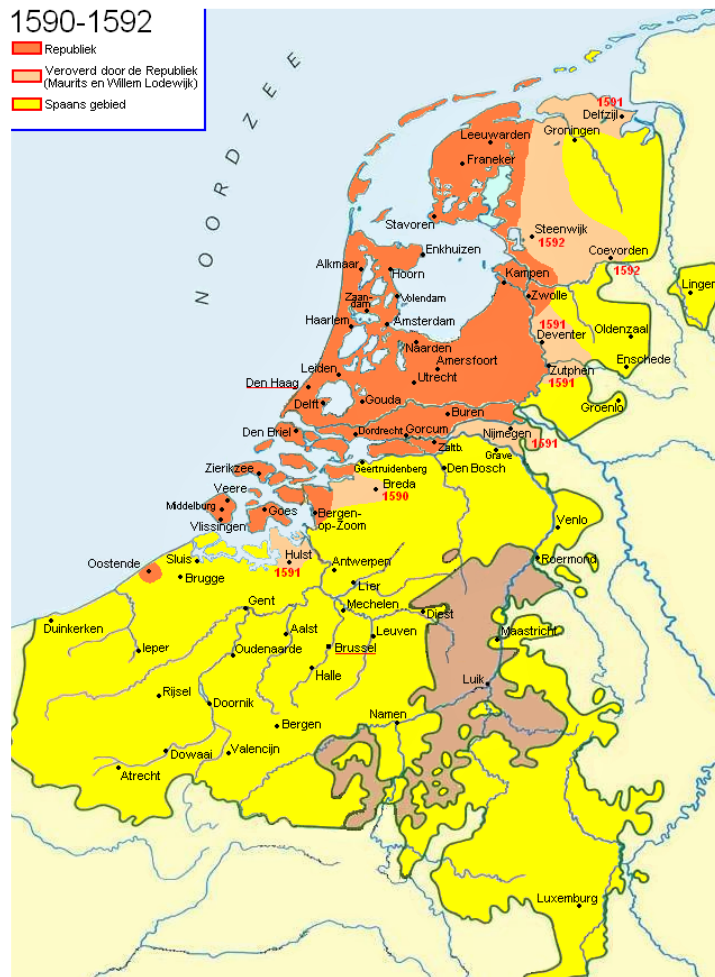 1590-1592
Republiek
Veroverd door de Republiek
(Maurits en Willem Lodewijk)
Spaans gebied
NOORDZEE
1591
Delfzijl
Groningen
Leeuwarden
Franeker
Stavoren
Steenwijk
1592
Enkhuizen
Coevorden
1592
Alkmaar
Hoorn
Kampen
Lingen
Zaan-
dam
Volendam
Zwolle
Haarlem
Amsterdam
1591
Deventer
Oldenzaal
Naarden
Amersfoort
Enschede
Leiden
Utrecht
Zutphen
1591
Den Haag
Delft
Gouda
Buren
Groenlo
Den Briel
Dordrecht
Gorcum
Zaltb.
Nijmegen
1591
Grave
Geertruidenberg
Den Bosch
Zierikzee
Breda
1590
Veere
Middelburg
Goes
Vlissingen
Bergen-
op-Zoom
Venlo
Hulst
1591
Oostende
Sluis
Brugge
Antwerpen
Roermond
Lier
Gent
Mechelen
Diest
Duinkerken
Aalst
Leuven
Maastricht
Ieper
Oudenaarde
Brussel
Halle
Luik
Rijsel
Doornik
Namen
Bergen
Dowaai
Valencijn
Atrecht
Luxemburg